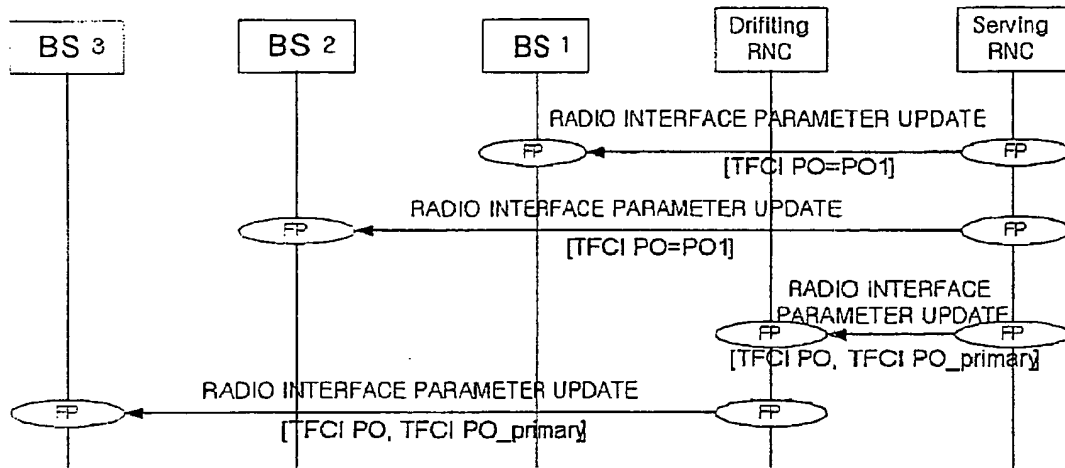 BS 3
BS 2
BS 1
Drifiting
RNC
Serving
RNC
RADIO INTERFACE PARAMETER UPDATE
FP
FP
[TFCI PO=PO1]
RADIO INTERFACE PARAMETER UPDATE
FP
FP
[TFCI PO=PO1]
RADIO INTERFACE
PARAMETER UPDATE
FP
FP
[TFCI PO, TFCI PO_primary]
RADIO INTERFACE PARAMETER UPDATE
FP
FP
[TFCI PO, TFCI PO_primary]